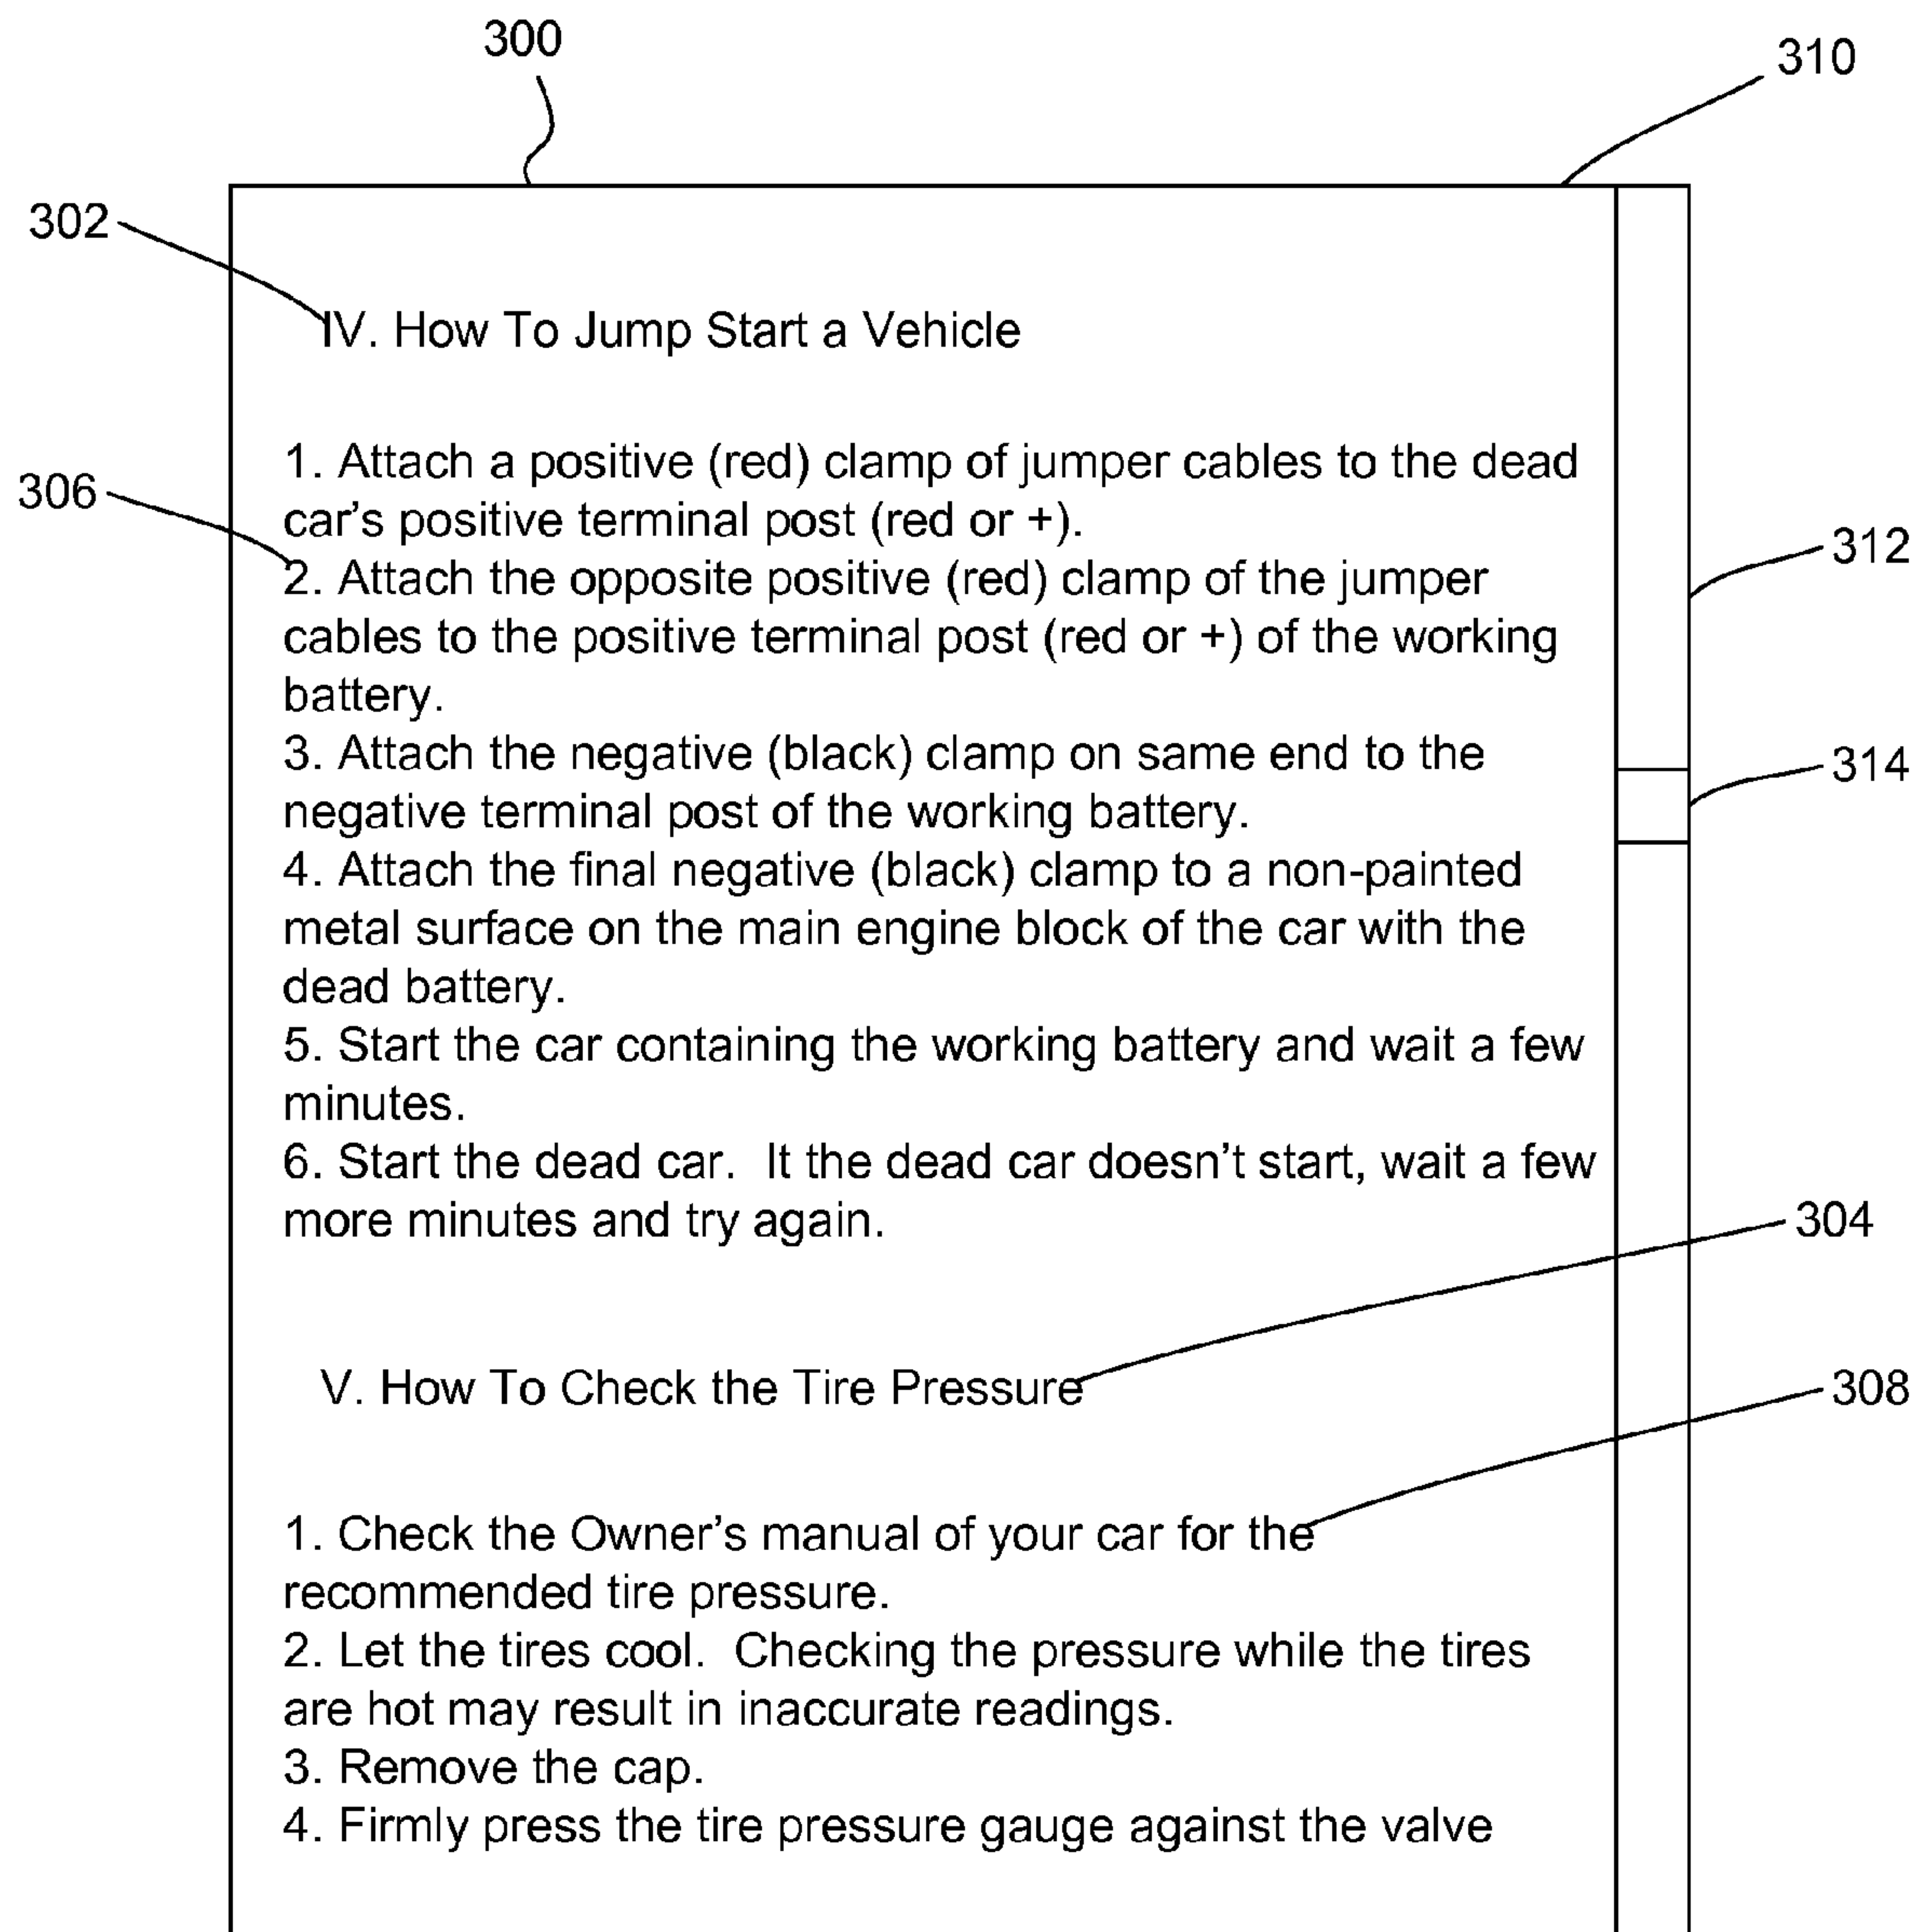 300
310
302
IV. How To Jump Start a Vehicle
1. Attach a positive (red) clamp of jumper cables to the dead
306
car's positive terminal post (red or +).
312
2. Attach the opposite positive (red) clamp of the jumper
cables to the positive terminal post (red or +) of the working
battery.
3. Attach the negative (black) clamp on same end to the
314
negative terminal post of the working battery.
4. Attach the final negative (black) clamp to a non-painted
metal surface on the main engine block of the car with the
dead battery.
5. Start the car containing the working battery and wait a few
minutes.
6. Start the dead car.  It the dead car doesn't start, wait a few
more minutes and try again.
304
V. How To Check the Tire Pressure
308
1. Check the Owner's manual of your car for the
recommended tire pressure.
2. Let the tires cool.  Checking the pressure while the tires
are hot may result in inaccurate readings.
3. Remove the cap.
4. Firmly press the tire pressure gauge against the valve